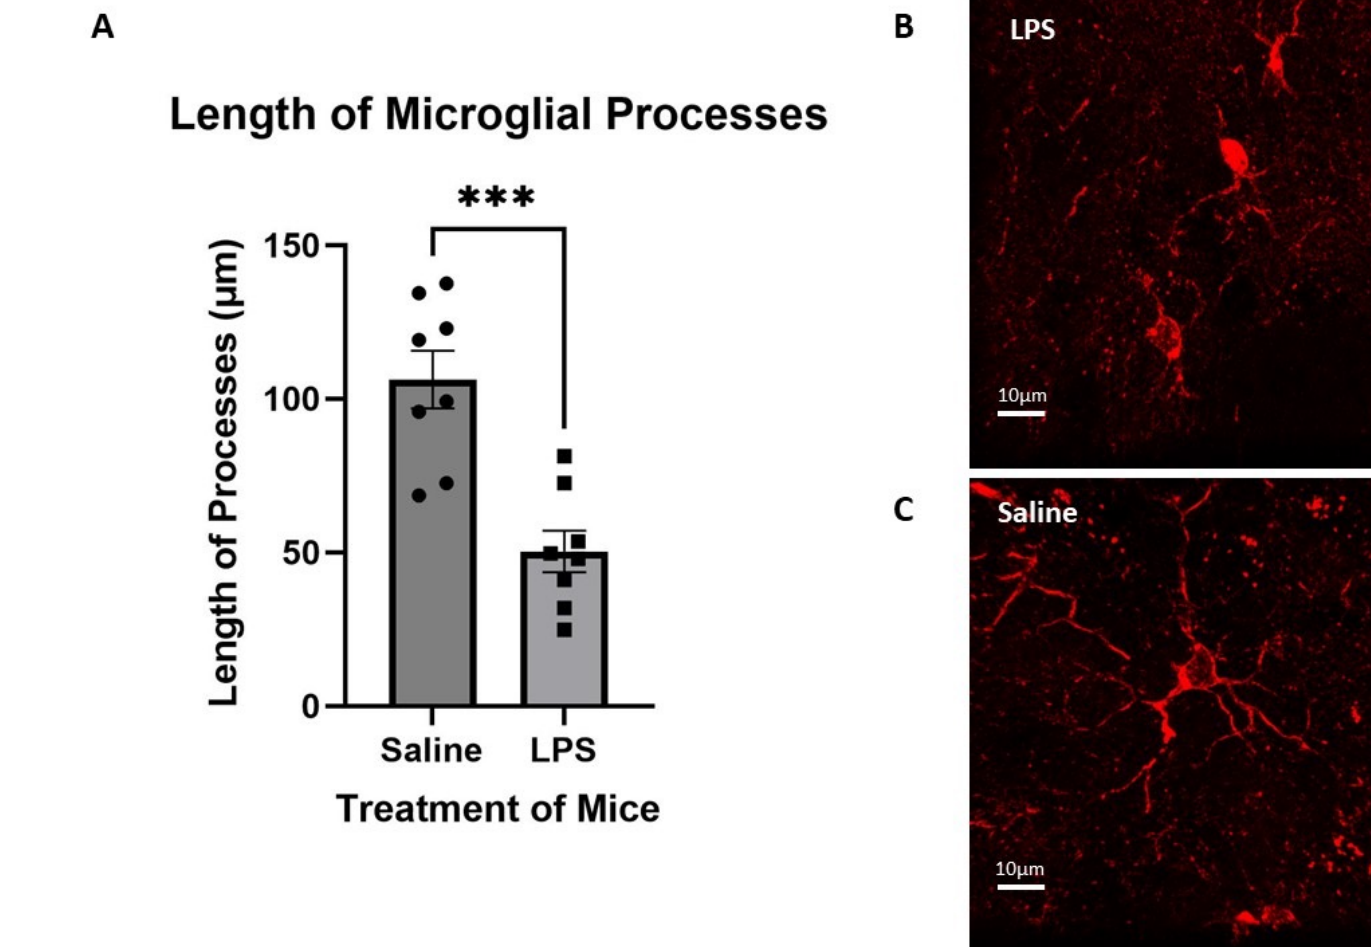 A
Length of Microglial Processes
***
Length of Processes (µm)
150
100
50
0
Saline
LPS
Treatment of Mice
B
LPS
10µm
C
Saline
10µm